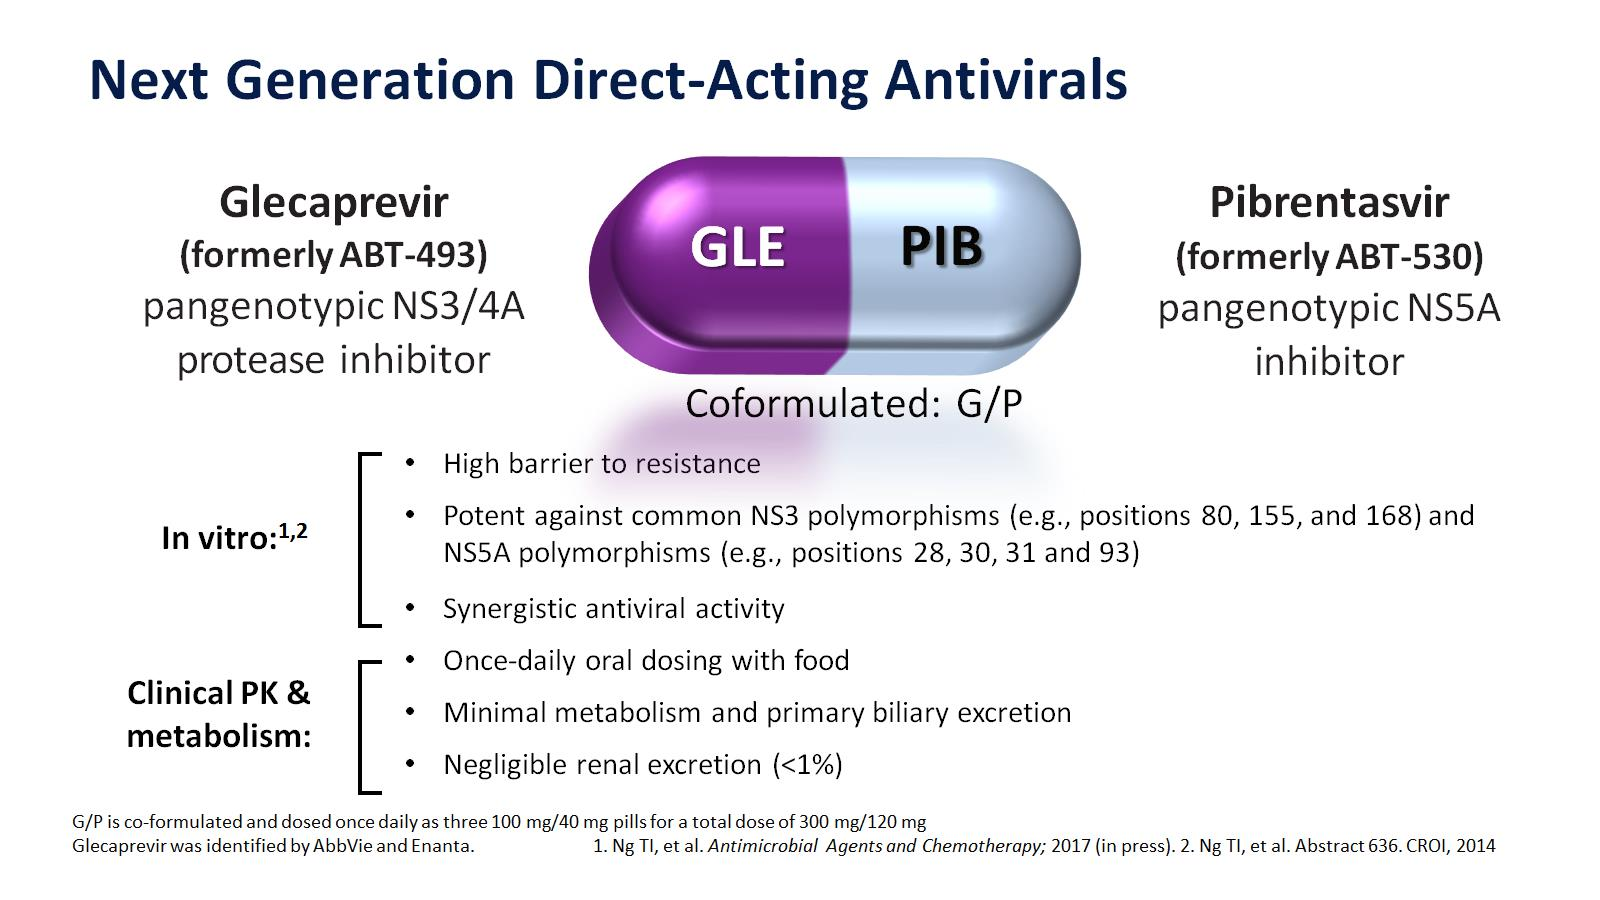 Next Generation Direct-Acting Antivirals
Glecaprevir
(formerly ABT-493)
pangenotypic NS3/4A
protease inhibitor
GLE
PIB
Pibrentasvir
(formerly ABT-530)
pangenotypic NS5A
inhibitor
Coformulated: G/P
In vitro:1,2
• High barrier to resistance
• Potent against common NS3 polymorphisms (e.g., positions 80, 155, and 168) and
NS5A polymorphisms (e.g., positions 28, 30, 31 and 93)
• Synergistic antiviral activity
Clinical PK &
metabolism:
• Once-daily oral dosing with food
• Minimal metabolism and primary biliary excretion
• Negligible renal excretion (<1%)
G/P is co-formulated and dosed once daily as three 100 mg/40 mg pills for a total dose of 300 mg/120 mg
Glecaprevir was identified by AbbVie and Enanta.
1. Ng TI, et al. Antimicrobial Agents and Chemotherapy; 2017 (in press). 2. Ng TI, et al. Abstract 636. CROI, 2014